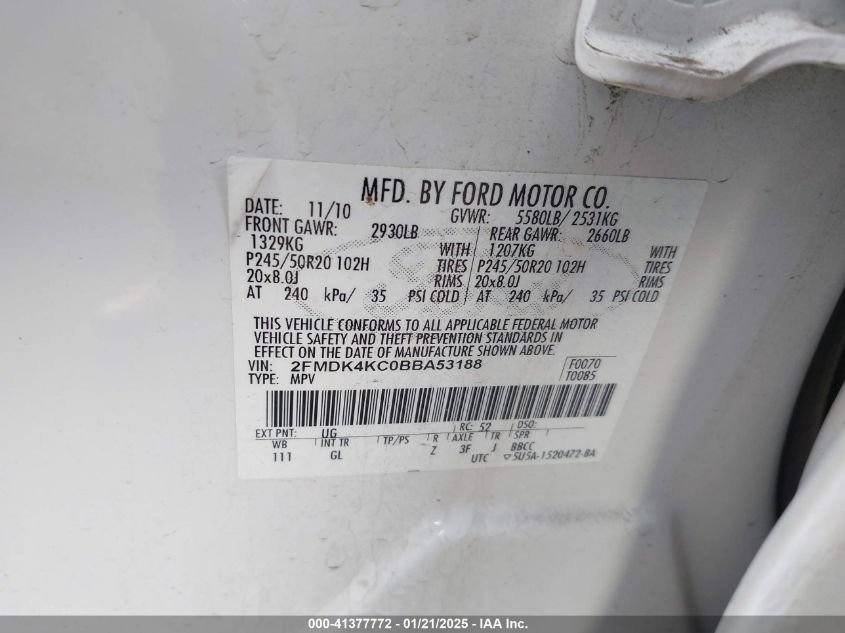 MFD. BY FORD MOTOR CO.
DATE: 11/10 GVWR: 5580LB/ 2531KG
FRONT GAWR: 2930LB REAR GAWR: 2660LB
1329KG WITH 1207KG WITH
P245/50R20 102H TIRES P245/50R20 102H TIRES
20x8.0J RIMS 20x8.0J RIMS
AT 240 kPa/ 35 PSI COLD AT 240 kPa/ 35 PSI COLD
THIS VEHICLE CONFORMS TO ALL APPLICABLE FEDERAL MOTOR
VEHICLE SAFETY AND THEFT PREVENTION STANDARDS IN
EFFECT ON THE DATE OF MANUFACTURE SHOWN ABOVE.
VIN: 2FMDK4KC0BBA53188 F0070
TYPE: MPV T0085
EXT PNT: UG RC: 52 DSO:
WB INT TR TP/PS R AXLE TR SPR
111 GL Z 3F J BBCC
UTC ▽5U5A-1520472-BA
000-41377772 - 01/21/2025 - IAA Inc.